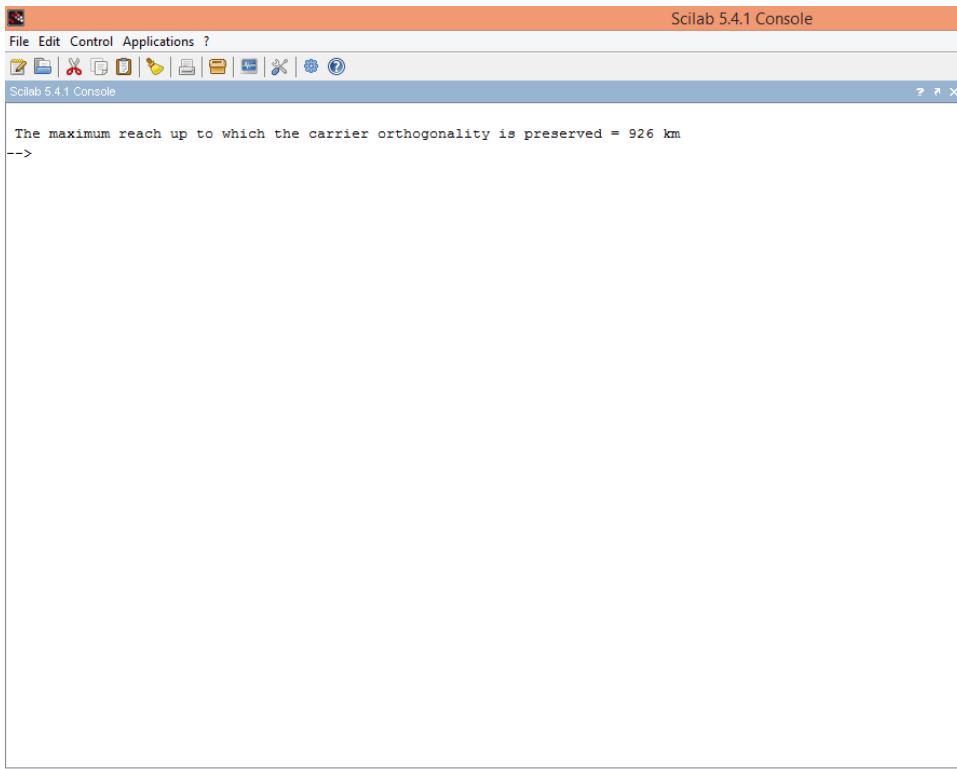 Scilab 5.4.1 Console
File Edit Control Applications ?
Scilab 5.4.1 Console
The maximum reach up to which the carrier orthogonality is preserved = 926 km
-->